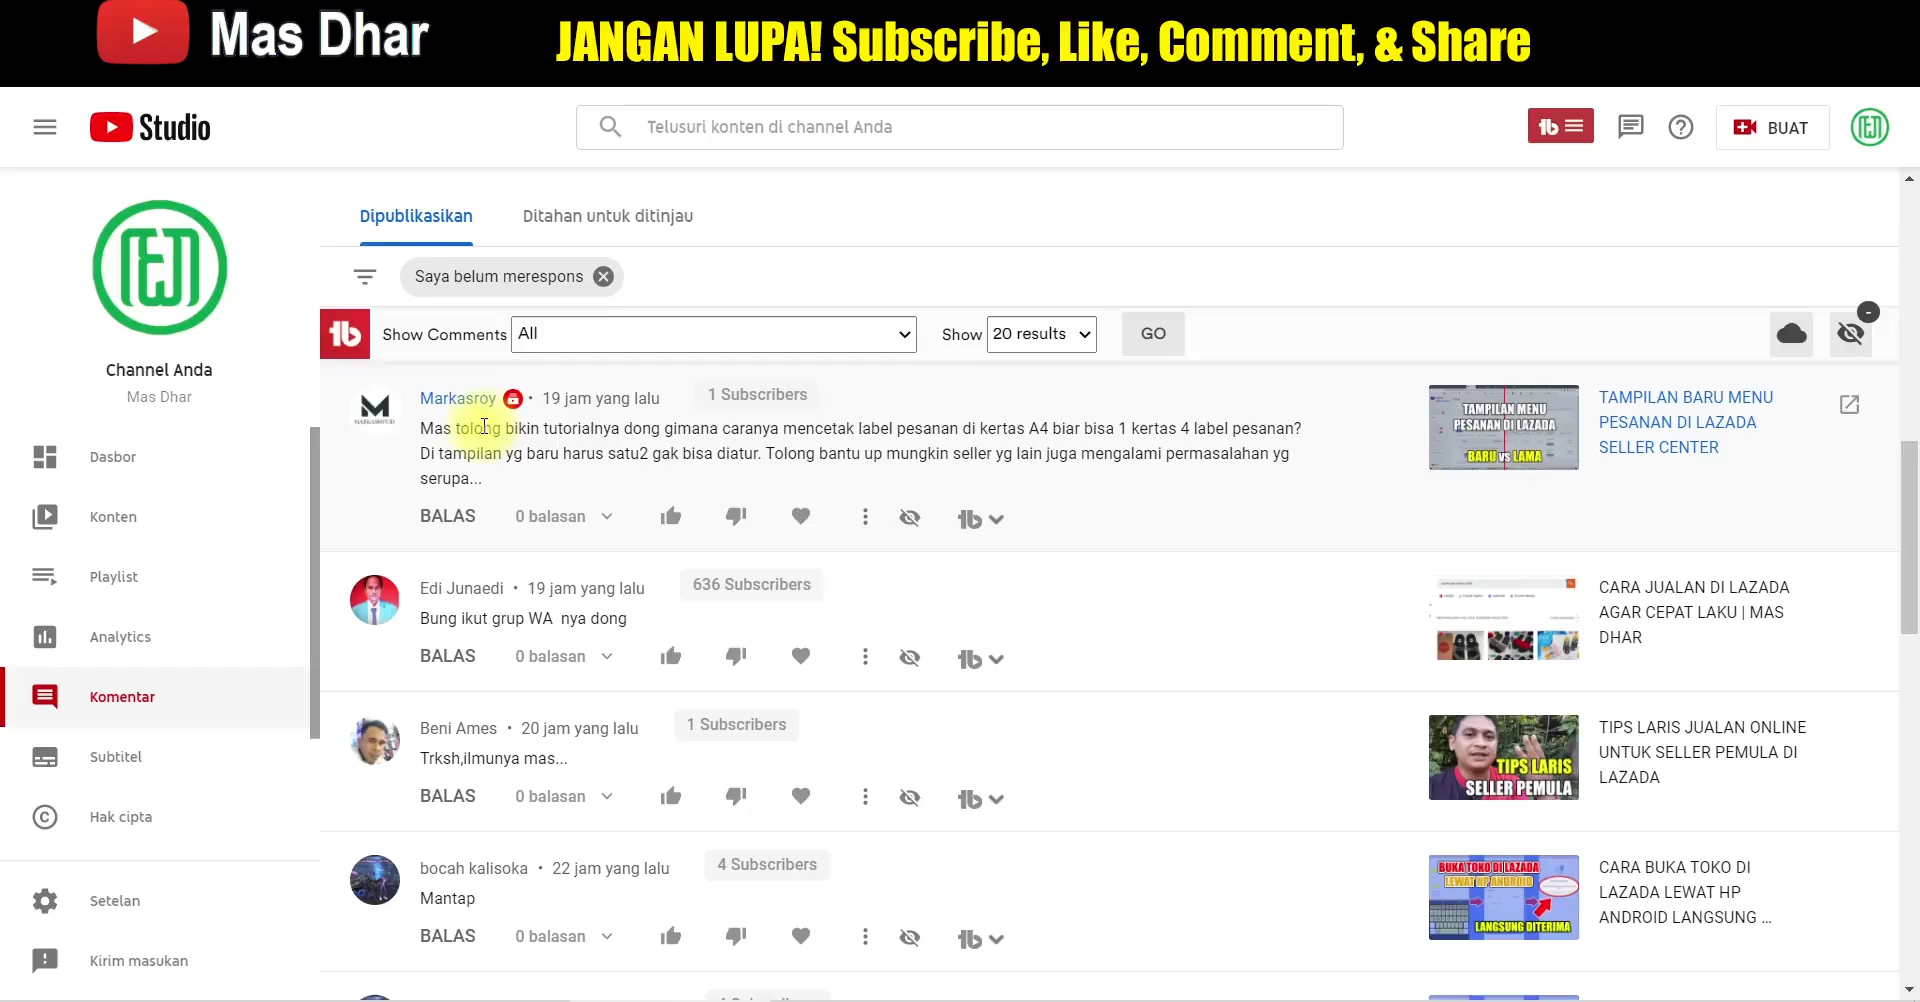 Mas Dhar
JANGAN LUPA! Subscribe, Like, Comment, & Share
Studio
Telusuri konten di channel Anda
BUAT
Channel Anda
Mas Dhar
Dasbor
Konten
Playlist
Analytics
Komentar
Subtitel
Hak cipta
Setelan
Kirim masukan
Dipublikasikan
Ditahan untuk ditinjau
Saya belum merespons
Show Comments All
Show 20 results
GO
Markasroy • 19 jam yang lalu 1 Subscribers
Mas tolong bikin tutorialnya dong gimana caranya mencetak label pesanan di kertas A4 biar bisa 1 kertas 4 label pesanan?
Di tampilan yg baru harus satu2 gak bisa diatur. Tolong bantu up mungkin seller yg lain juga mengalami permasalahan yg
serupa...
BALAS 0 balasan
TAMPILAN MENU
PESANAN DI LAZADA
BARU vs LAMA
TAMPILAN BARU MENU
PESANAN DI LAZADA
SELLER CENTER
Edi Junaedi • 19 jam yang lalu 636 Subscribers
Bung ikut grup WA nya dong
BALAS 0 balasan
CARA JUALAN DI LAZADA
AGAR CEPAT LAKU | MAS
DHAR
Beni Ames • 20 jam yang lalu 1 Subscribers
Trksh,ilmunya mas...
BALAS 0 balasan
TIPS LARIS
SELLER PEMULA
TIPS LARIS JUALAN ONLINE
UNTUK SELLER PEMULA DI
LAZADA
bocah kalisoka • 22 jam yang lalu 4 Subscribers
Mantap
BALAS 0 balasan
BUKA TOKO DI LAZADA
LEWAT HP ANDROID
LANGSUNG DITERIMA
CARA BUKA TOKO DI
LAZADA LEWAT HP
ANDROID LANGSUNG ...